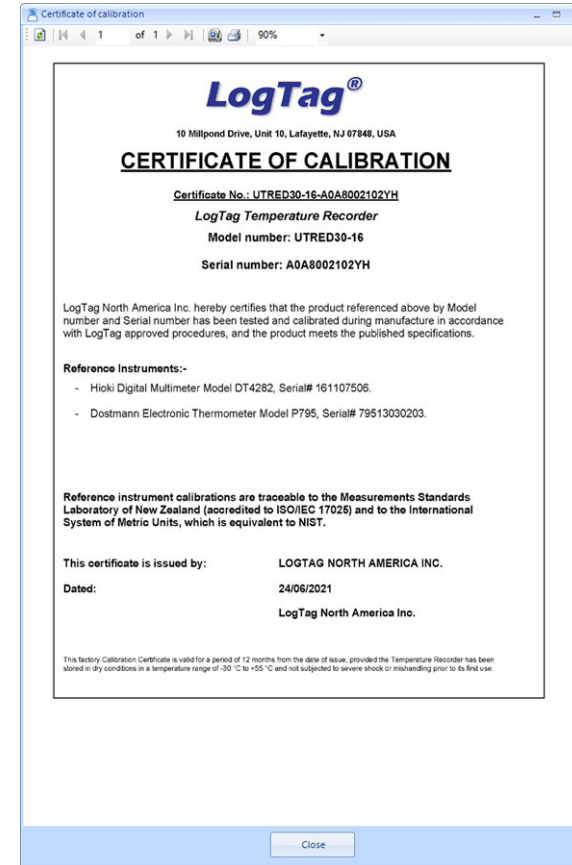 Certificate of calibration
1 of 1 90%
LogTag®
10 Millpond Drive, Unit 10, Lafayette, NJ 07848, USA
CERTIFICATE OF CALIBRATION
Certificate No.: UTRED30-16-A0A8002102YH
LogTag Temperature Recorder
Model number: UTRED30-16
Serial number: A0A8002102YH
LogTag North America Inc. hereby certifies that the product referenced above by Model
number and Serial number has been tested and calibrated during manufacture in accordance
with LogTag approved procedures, and the product meets the published specifications.
Reference Instruments:-
- Hioki Digital Multimeter Model DT4282, Serial# 161107506.
- Dostmann Electronic Thermometer Model P795, Serial# 79513030203.
Reference instrument calibrations are traceable to the Measurements Standards
Laboratory of New Zealand (accredited to ISO/IEC 17025) and to the International
System of Metric Units, which is equivalent to NIST.
This certificate is issued by: LOGTAG NORTH AMERICA INC.
Dated: 24/06/2021
LogTag North America Inc.
This factory Calibration Certificate is valid for a period of 12 months from the date of issue, provided the Temperature Recorder has been
stored in dry conditions in a temperature range of -30 °C to +55 °C and not subjected to severe shock or mishandling prior to its first use.
Close